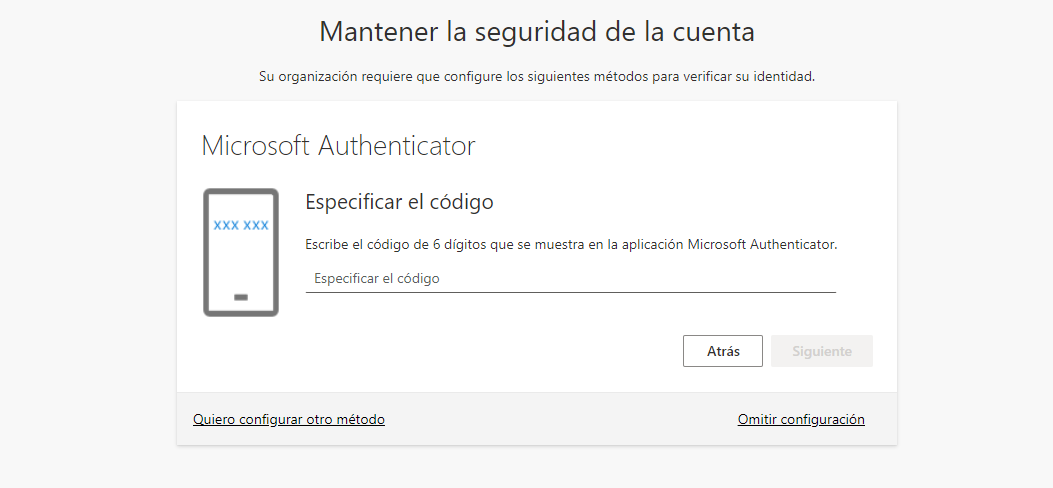 Mantener la seguridad de la cuenta
Su organización requiere que configure los siguientes métodos para verificar su identidad.
Microsoft Authenticator
XXX XXX
Especificar el código
Escribe el código de 6 dígitos que se muestra en la aplicación Microsoft Authenticator.
Especificar el código
Atrás
Siguiente
Quiero configurar otro método
Omitir configuración